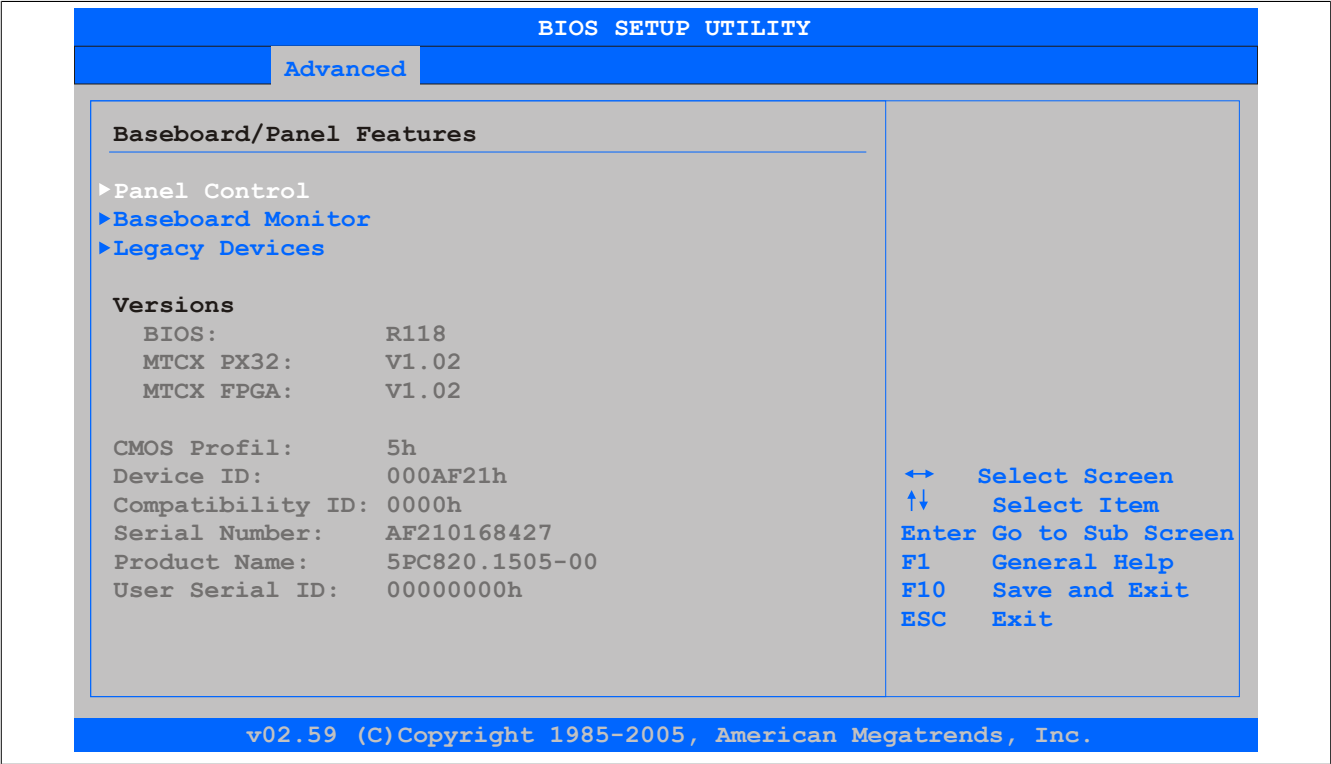 BIOS SETUP UTILITY
Advanced
Baseboard/Panel Features
Panel Control
Baseboard Monitor
Legacy Devices
Versions
BIOS: R118
MTCX PX32: V1.02
MTCX FPGA: V1.02
CMOS Profil: 5h
Device ID: 000AF21h
Compatibility ID: 0000h
Serial Number: AF210168427
Product Name: 5PC820.1505-00
User Serial ID: 00000000h
Select Screen
Select Item
Enter Go to Sub Screen
F1 General Help
F10 Save and Exit
ESC Exit
v02.59 (C)Copyright 1985-2005, American Megatrends, Inc.